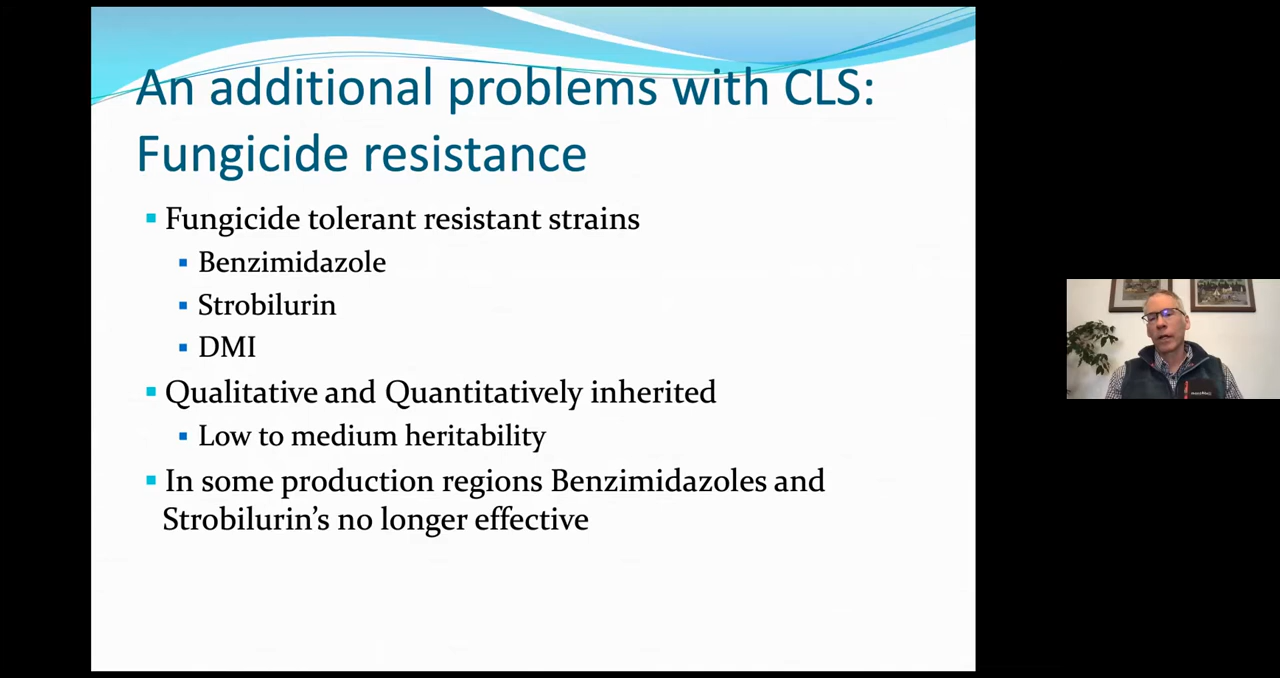 An additional problems with CLS:
Fungicide resistance
Fungicide tolerant resistant strains
Benzimidazole
Strobilurin
DMI
Qualitative and Quantitatively inherited
Low to medium heritability
In some production regions Benzimidazoles and
Strobilurin’s no longer effective